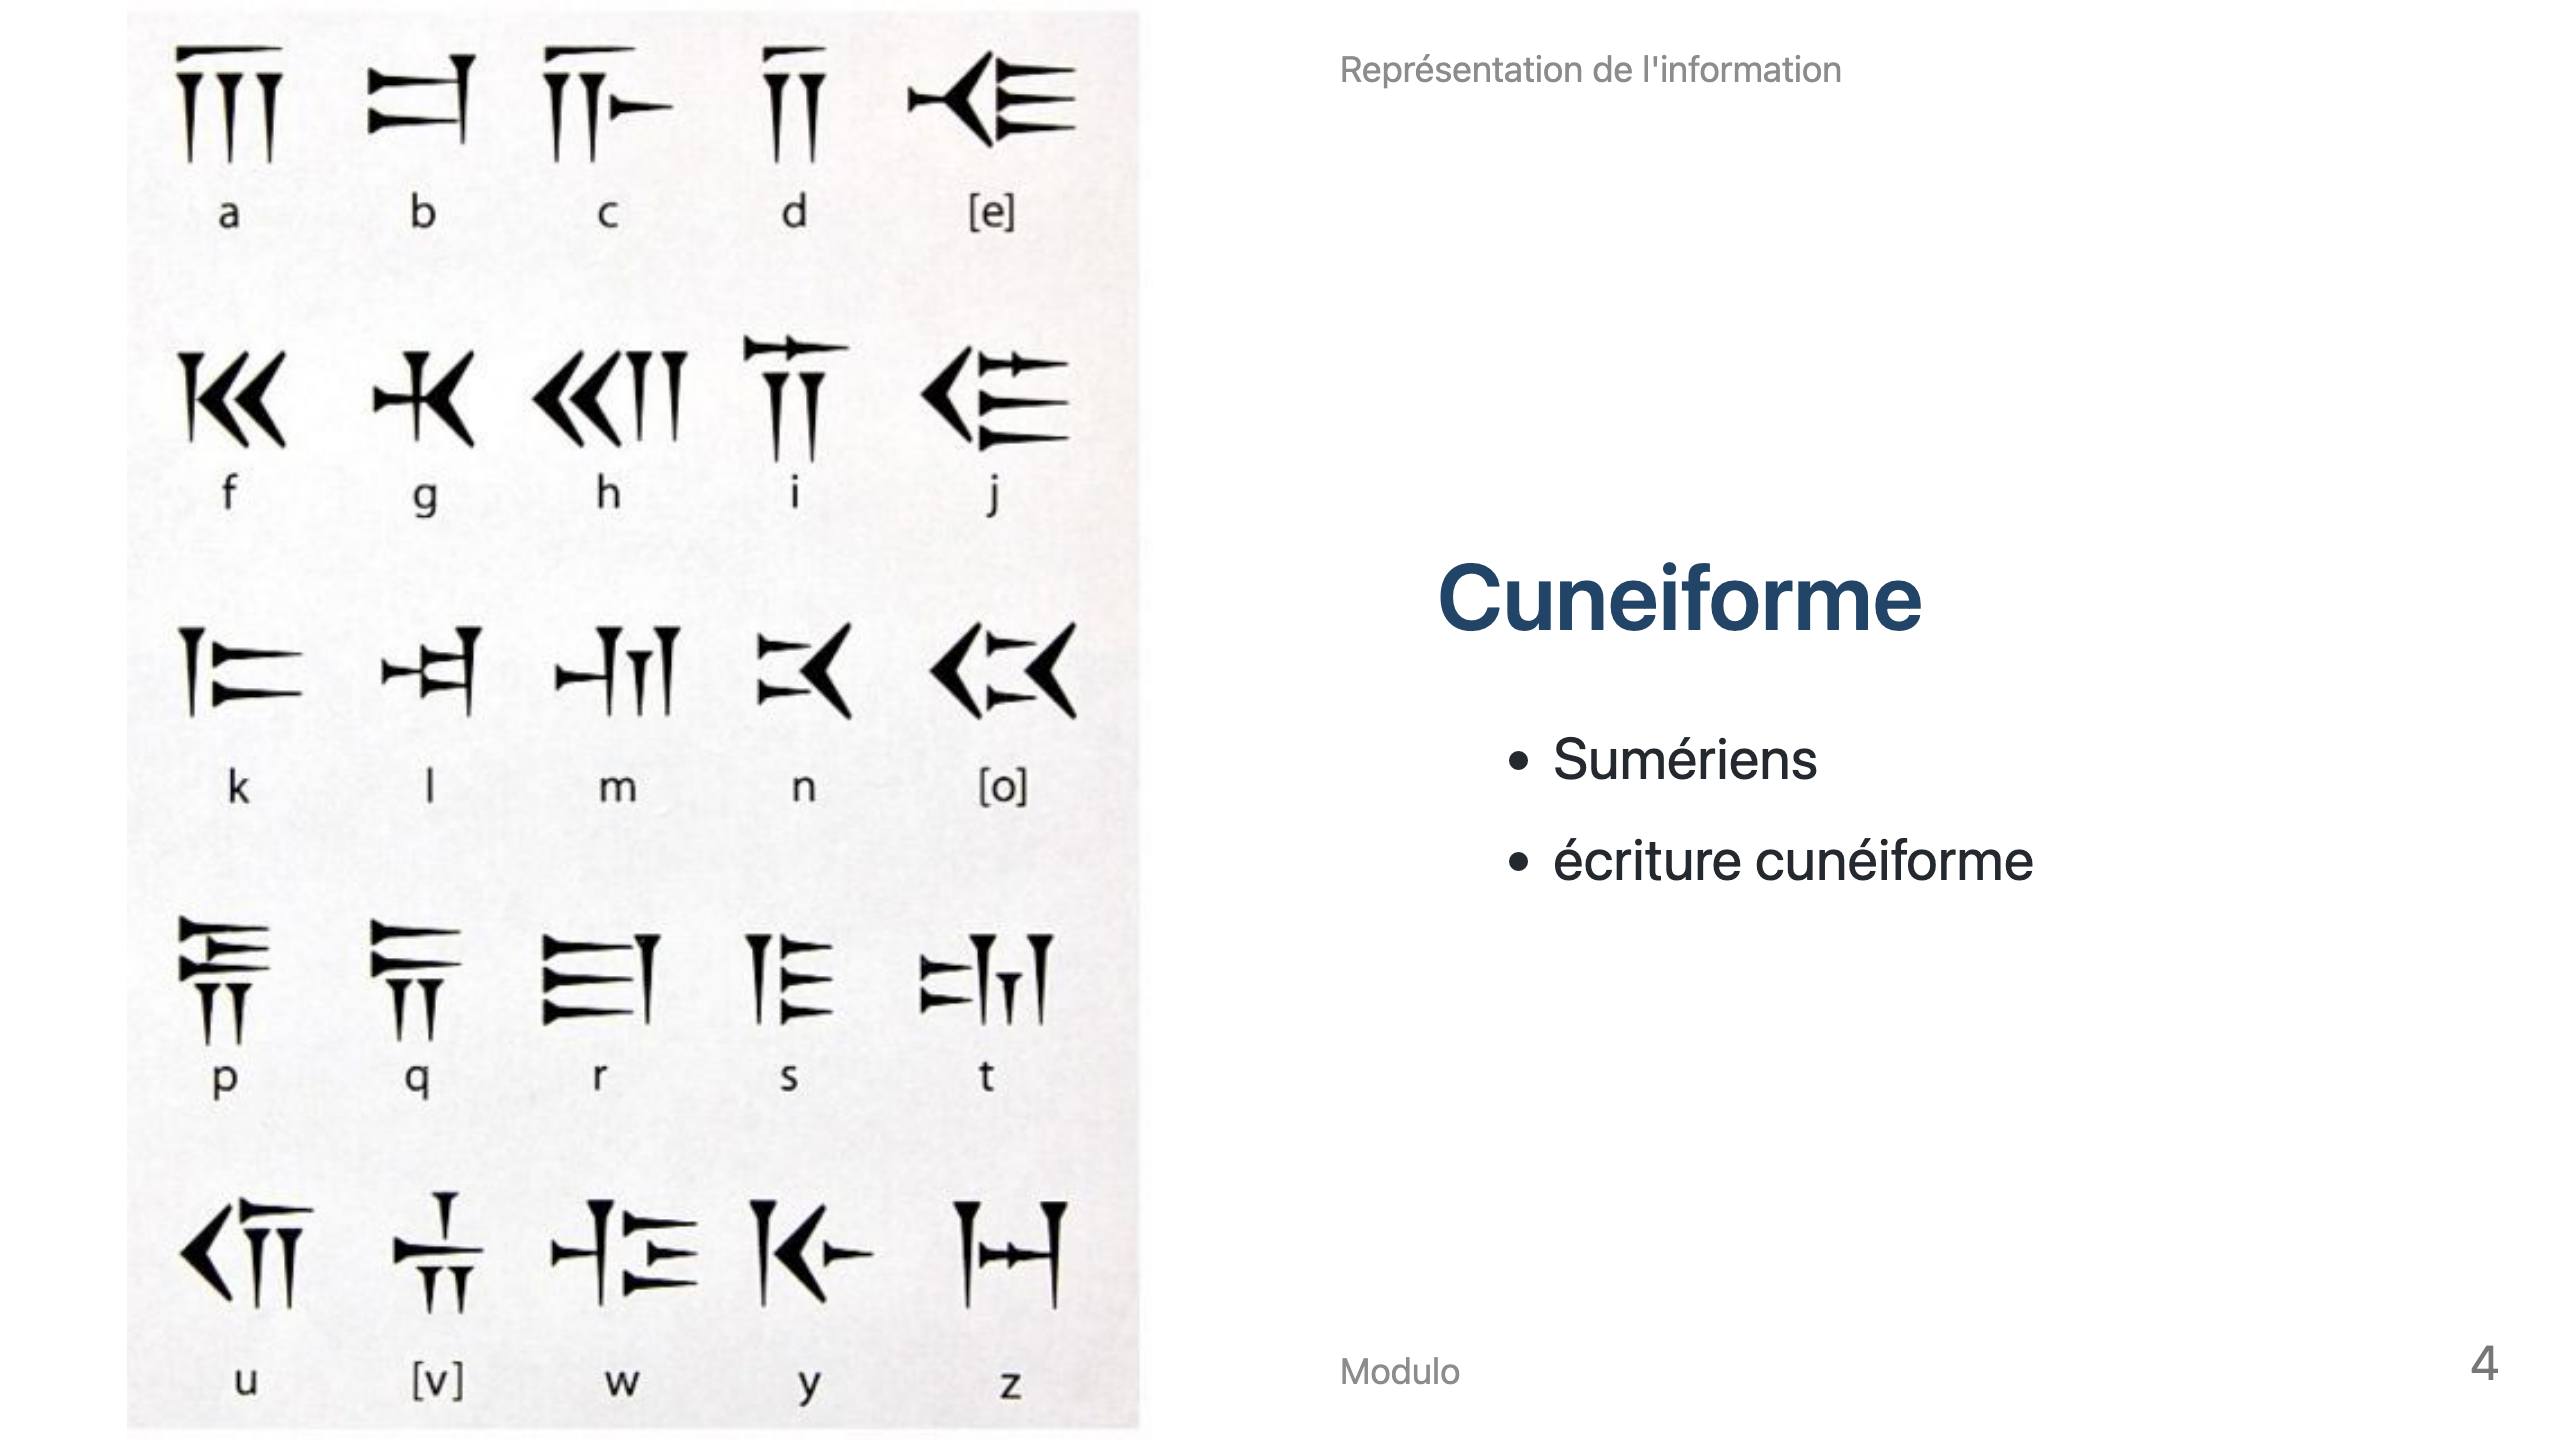 Représentation de l'information
a b c d [e]
f g h i j
k l m n [o]
p q r s t
u [v] w y z
Cuneiforme
Sumériens
écriture cunéiforme
Modulo
4